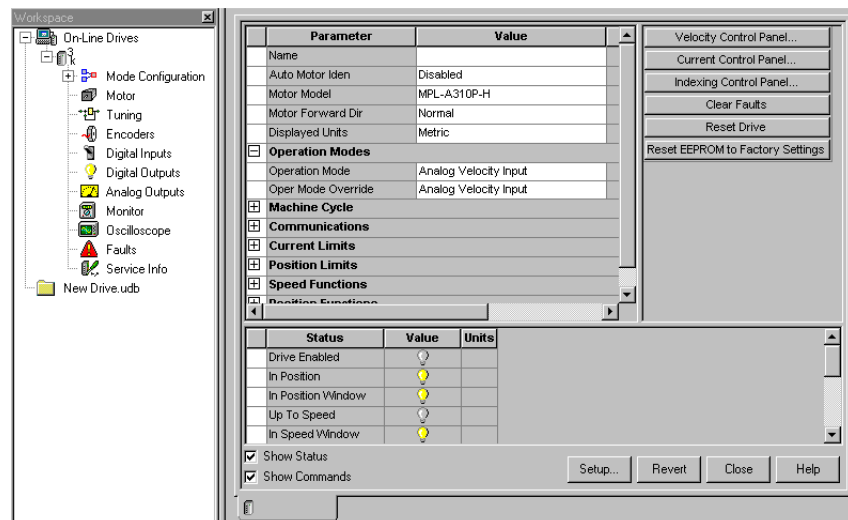 Workspace
On-Line Drives
3
k
Mode Configuration
Motor
Tuning
Encoders
Digital Inputs
Digital Outputs
Analog Outputs
Monitor
Oscilloscope
Faults
Service Info
New Drive.udb
Parameter Value
Name
Auto Motor Iden Disabled
Motor Model MPL-A310P-H
Motor Forward Dir Normal
Displayed Units Metric
Operation Modes
Operation Mode Analog Velocity Input
Oper Mode Override Analog Velocity Input
Machine Cycle
Communications
Current Limits
Position Limits
Speed Functions
Position Functions
Velocity Control Panel...
Current Control Panel...
Indexing Control Panel...
Clear Faults
Reset Drive
Reset EEPROM to Factory Settings
Status Value Units
Drive Enabled
In Position
In Position Window
Up To Speed
In Speed Window
Show Status
Show Commands
Setup... Revert Close Help